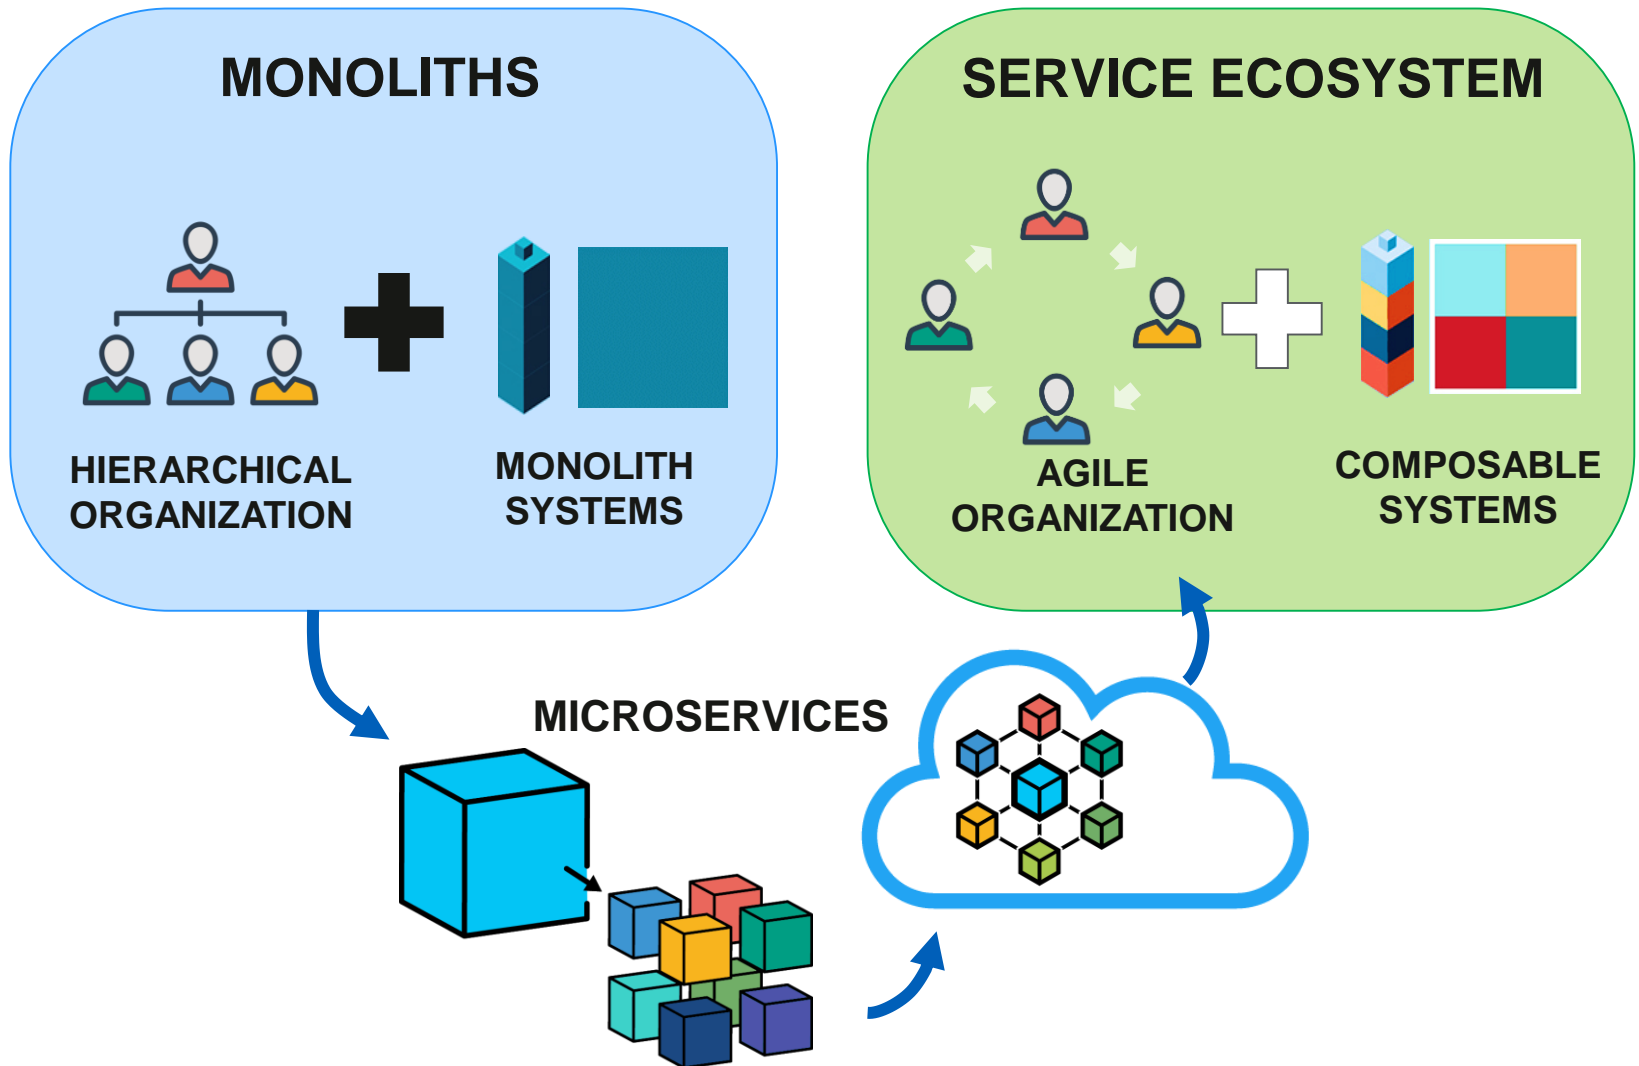 MONOLITHS
HIERARCHICAL
ORGANIZATION
MONOLITH
SYSTEMS
SERVICE ECOSYSTEM
AGILE
ORGANIZATION
COMPOSABLE
SYSTEMS
MICROSERVICES